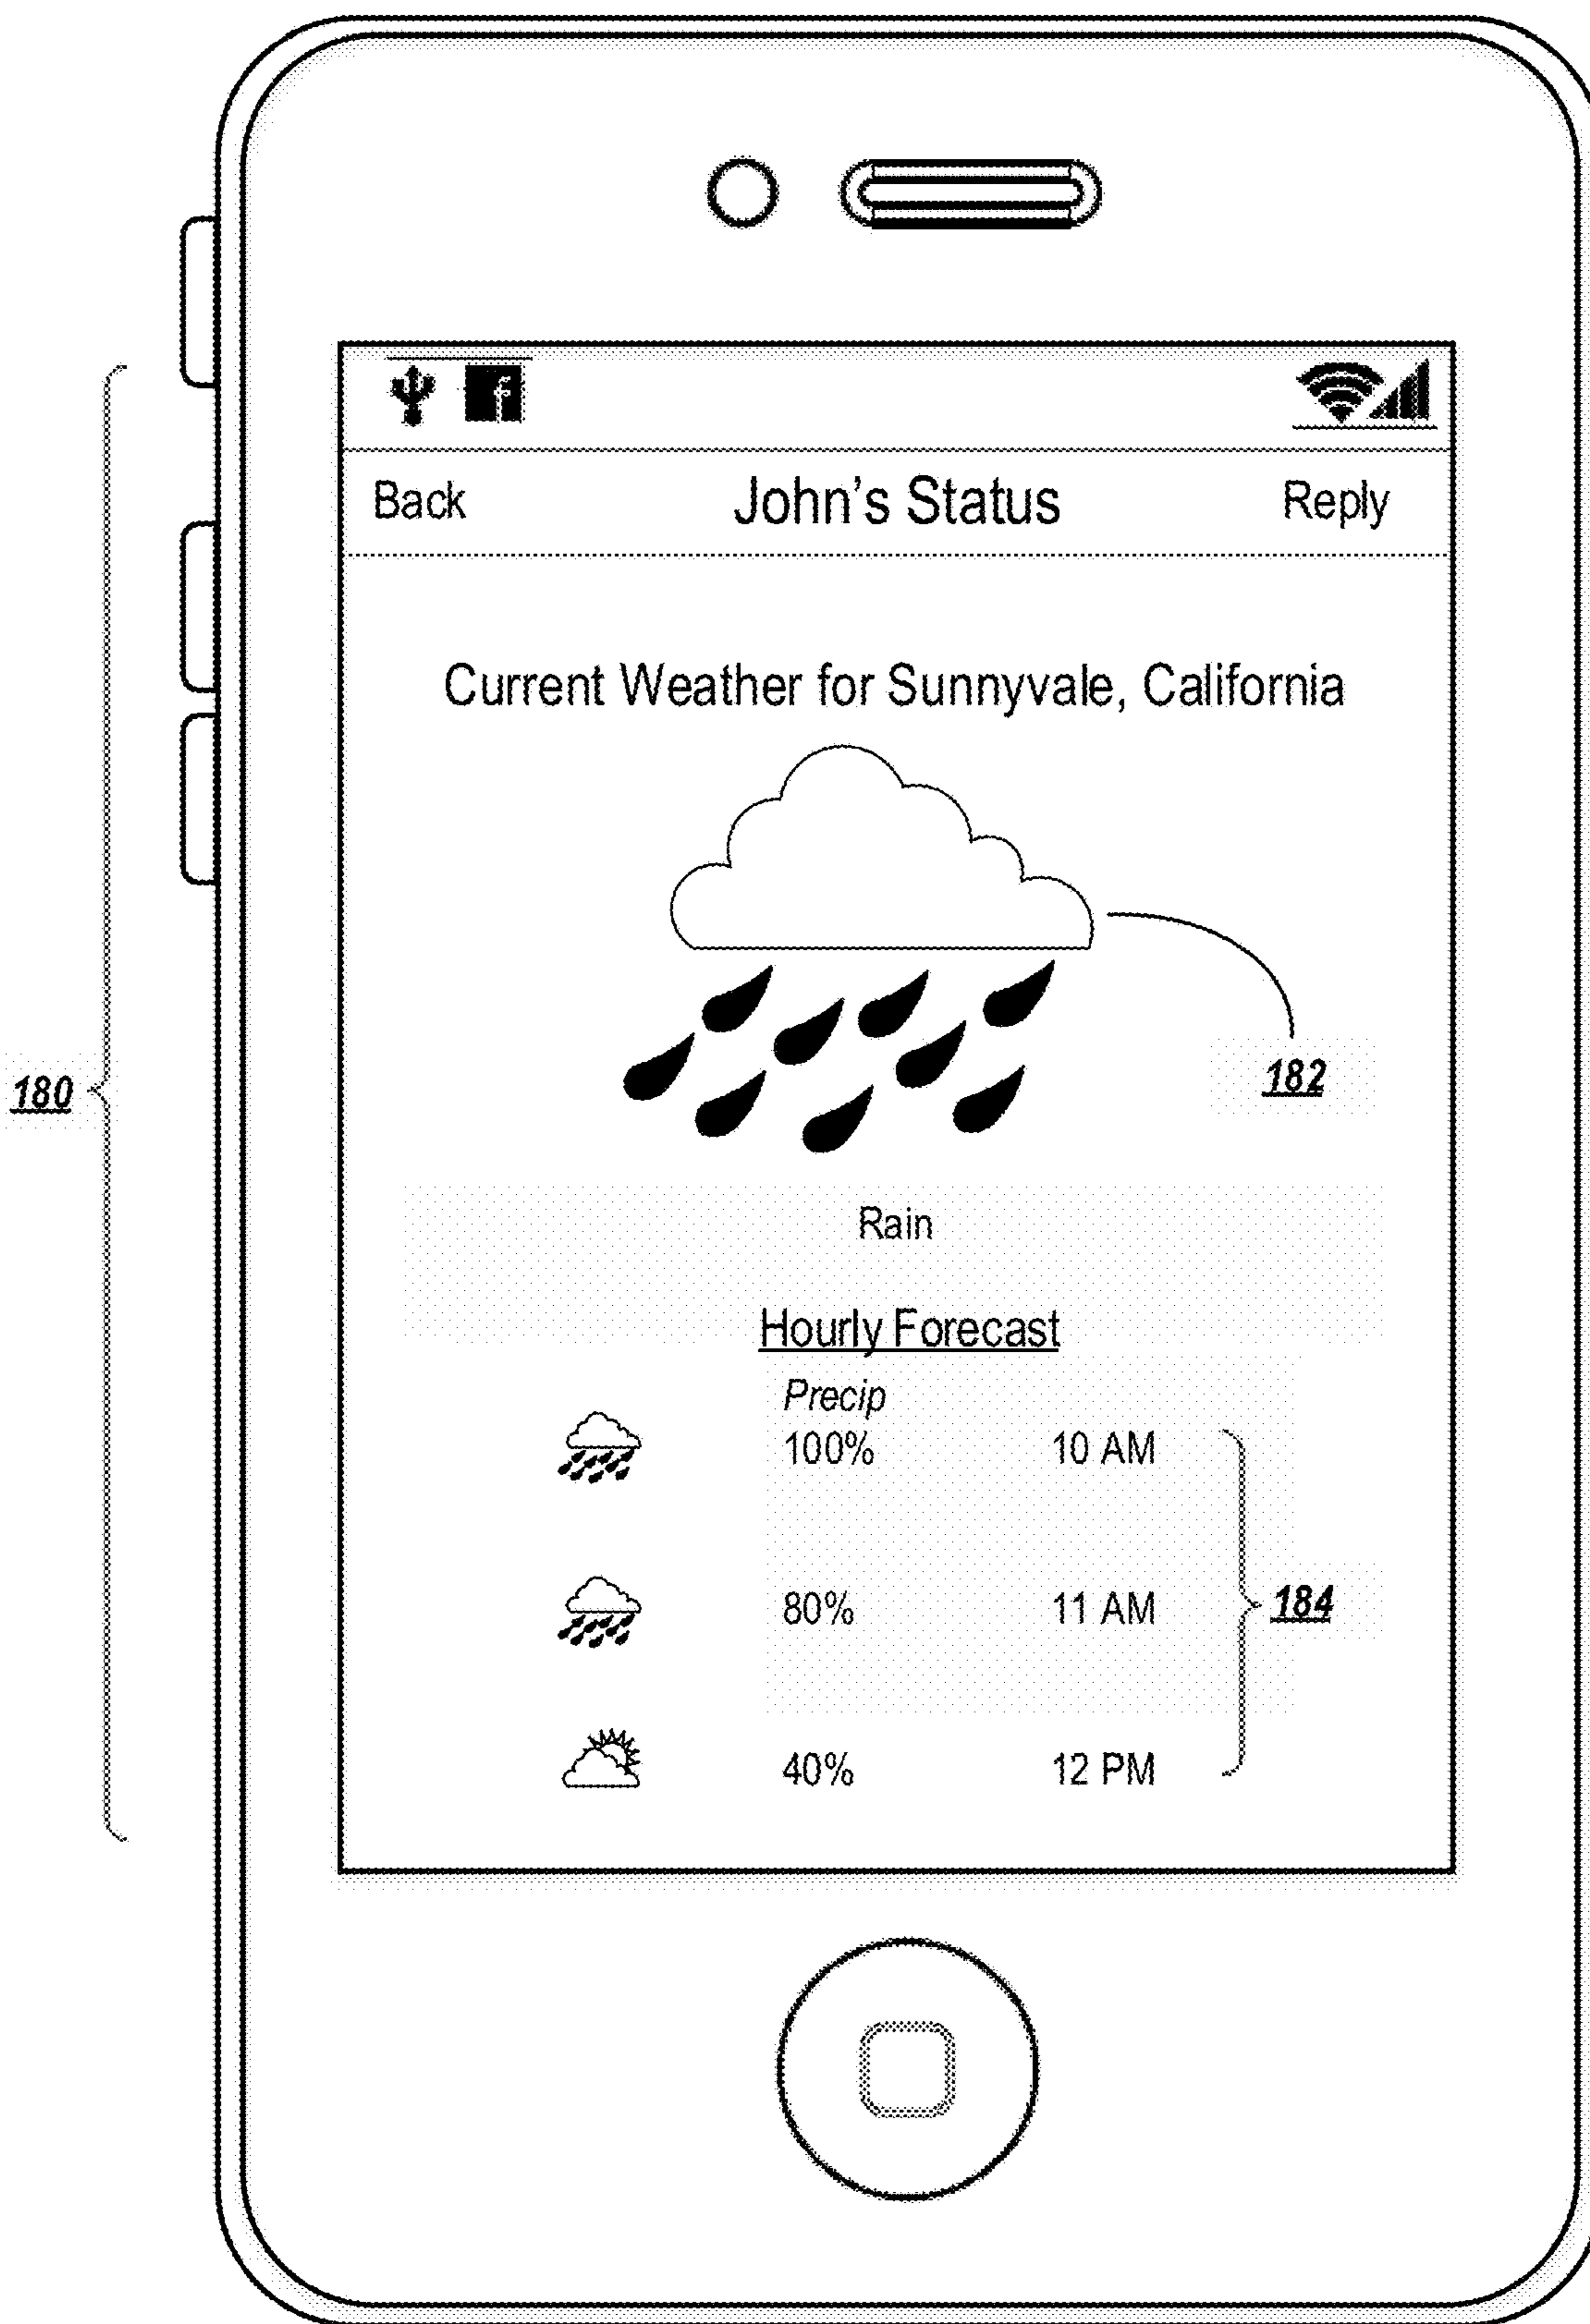 Back John's Status Reply
Current Weather for Sunnyvale, California
180
182
Rain
Hourly Forecast
Precip
100% 10 AM
80% 11 AM
184
40% 12 PM